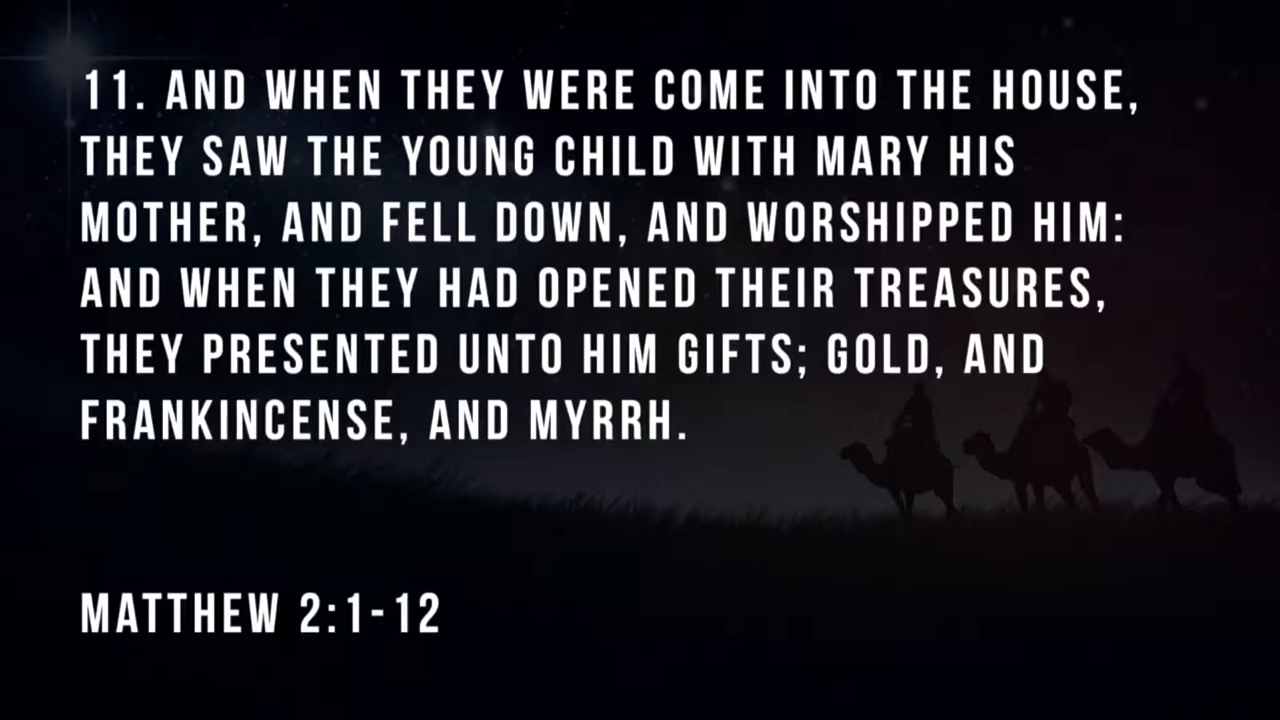 11. AND WHEN THEY WERE COME INTO THE HOUSE,
THEY SAW THE YOUNG CHILD WITH MARY HIS
MOTHER, AND FELL DOWN, AND WORSHIPPED HIM:
AND WHEN THEY HAD OPENED THEIR TREASURES,
THEY PRESENTED UNTO HIM GIFTS; GOLD, AND
FRANKINCENSE, AND MYRRH.
MATTHEW 2:1-12